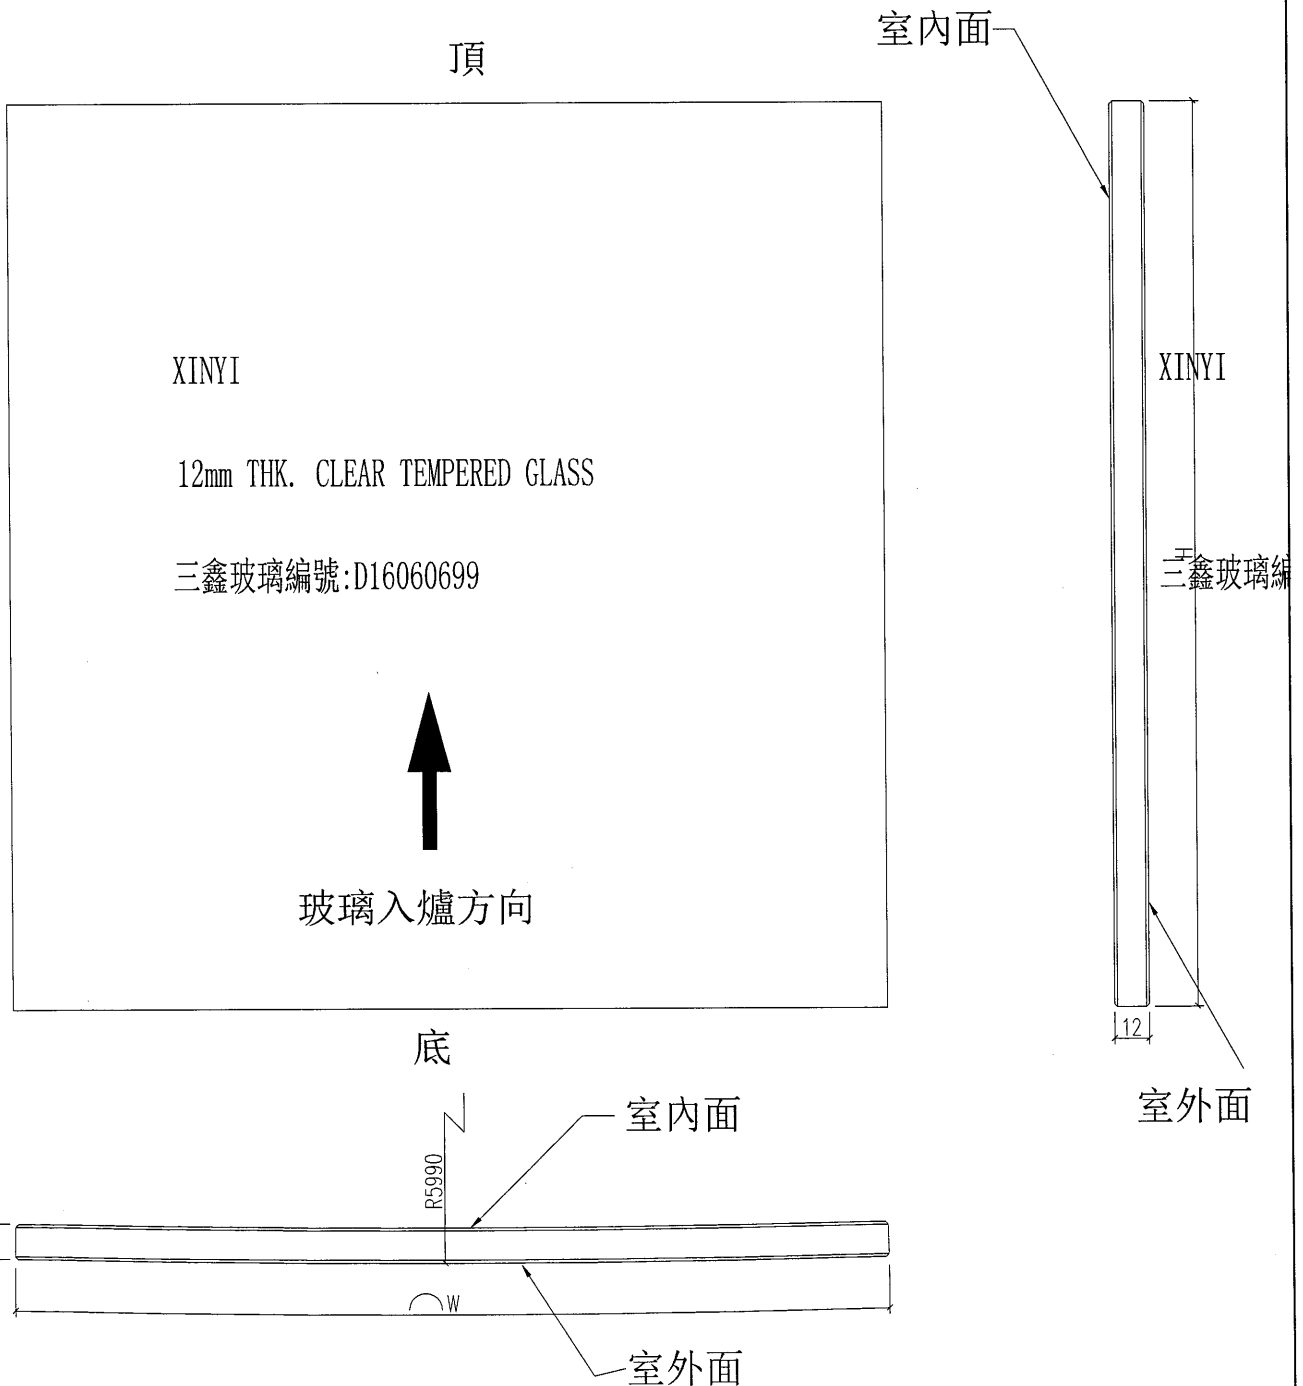 頂
室內面
XINYI
12mm THK. CLEAR TEMPERED GLASS
三鑫玻璃編號:D16060699
玻璃入爐方向
底
XINYI
H
三鑫玻璃編
12
室外面
室內面
R5990
W
室外面